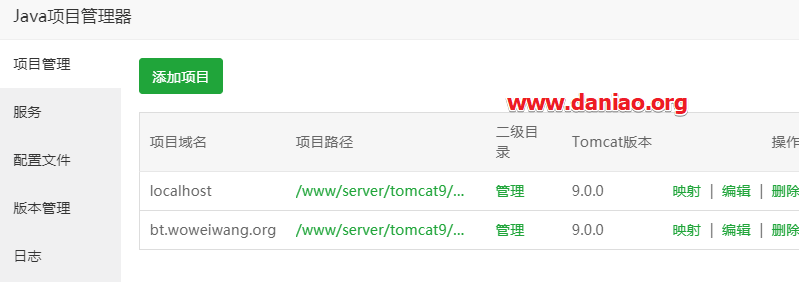 Java项目管理器
项目管理
服务
配置文件
版本管理
日志
添加项目
www.daniao.org
项目域名 项目路径 二级目录 Tomcat版本 操作
localhost /www/server/tomcat9/... 管理 9.0.0 映射 | 编辑 | 删除
bt.woweiwang.org /www/server/tomcat9/... 管理 9.0.0 映射 | 编辑 | 删除